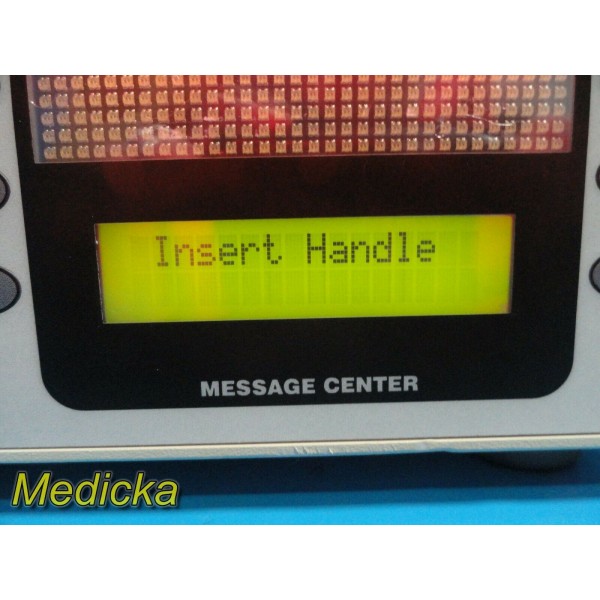 Insert Handle
MESSAGE CENTER
Medicka